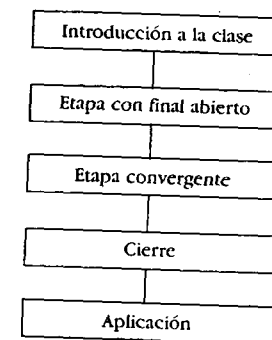 Introducción a la clase
Etapa con final abierto
Etapa convergente
Cierre
Aplicación